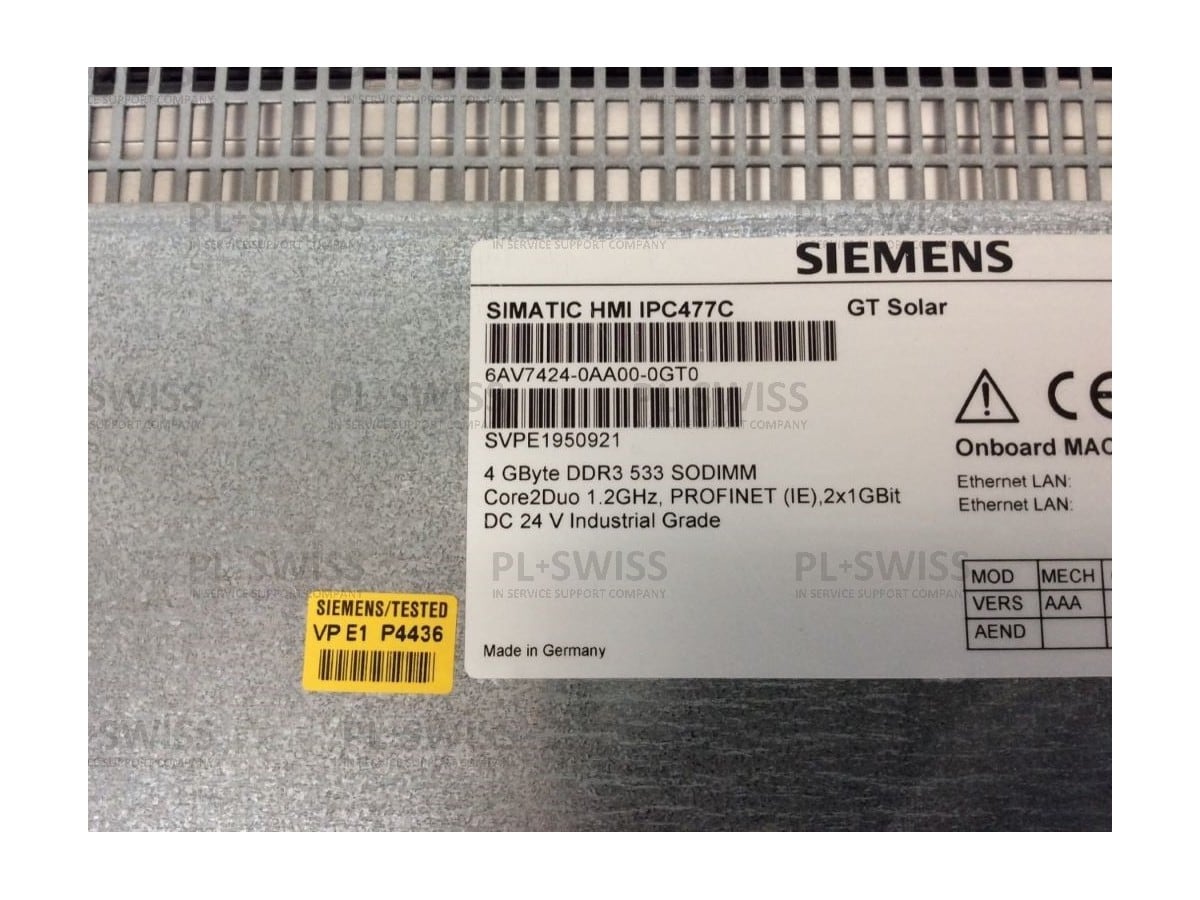 SIEMENS
SIMATIC HMI IPC477C GT Solar
6AV7424-0AA00-0GT0
SVPE1950921
4 GByte DDR3 533 SODIMM
Core2Duo 1.2GHz, PROFINET (IE),2x1GBit
DC 24 V Industrial Grade
CE
Onboard MAC
Ethernet LAN:
Ethernet LAN:
MOD MECH
VERS AAA
AEND
Made in Germany
SIEMENS/TESTED
VP E1 P4436
PL+SWISS
IN SERVICE SUPPORT COMPANY